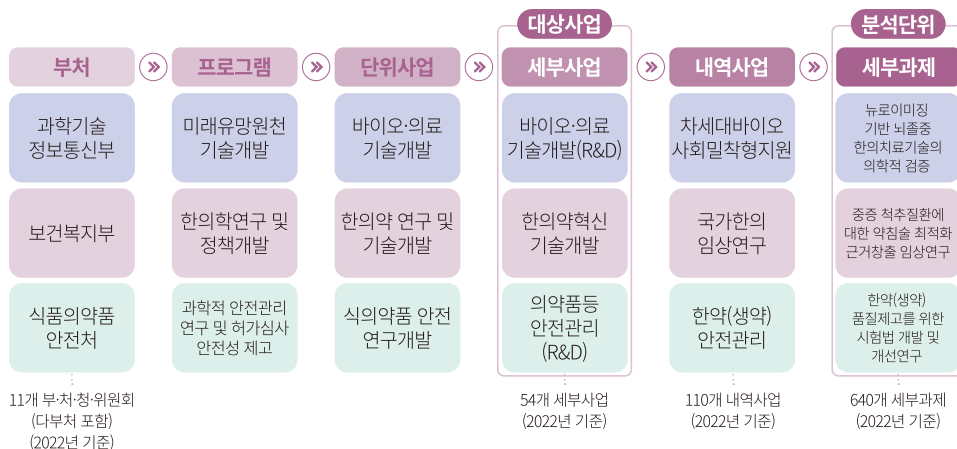 대상사업
분석단위
부처
프로그램
단위사업
세부사업
내역사업
세부과제
과학기술
정보통신부
미래유망원천
기술개발
바이오·의료
기술개발
바이오·의료
기술개발(R&D)
차세대바이오
사회밀착형지원
뉴로이미징
기반 뇌졸중
한의치료기술의
의학적 검증
보건복지부
한의학연구 및
정책개발
한의약 연구 및
기술개발
한의약혁신
기술개발
국가한의
임상연구
중증 척추질환에
대한 약침술 최적화
근거창출 임상연구
식품의약품
안전처
과학적 안전관리
연구 및 허가심사
안전성 제고
식의약품 안전
연구개발
의약품등
안전관리
(R&D)
한약(생약)
안전관리
한약(생약)
품질제고를 위한
시험법 개발 및
개선연구
11개 부·처·청·위원회
(다부처 포함)
(2022년 기준)
54개 세부사업
(2022년 기준)
110개 내역사업
(2022년 기준)
640개 세부과제
(2022년 기준)